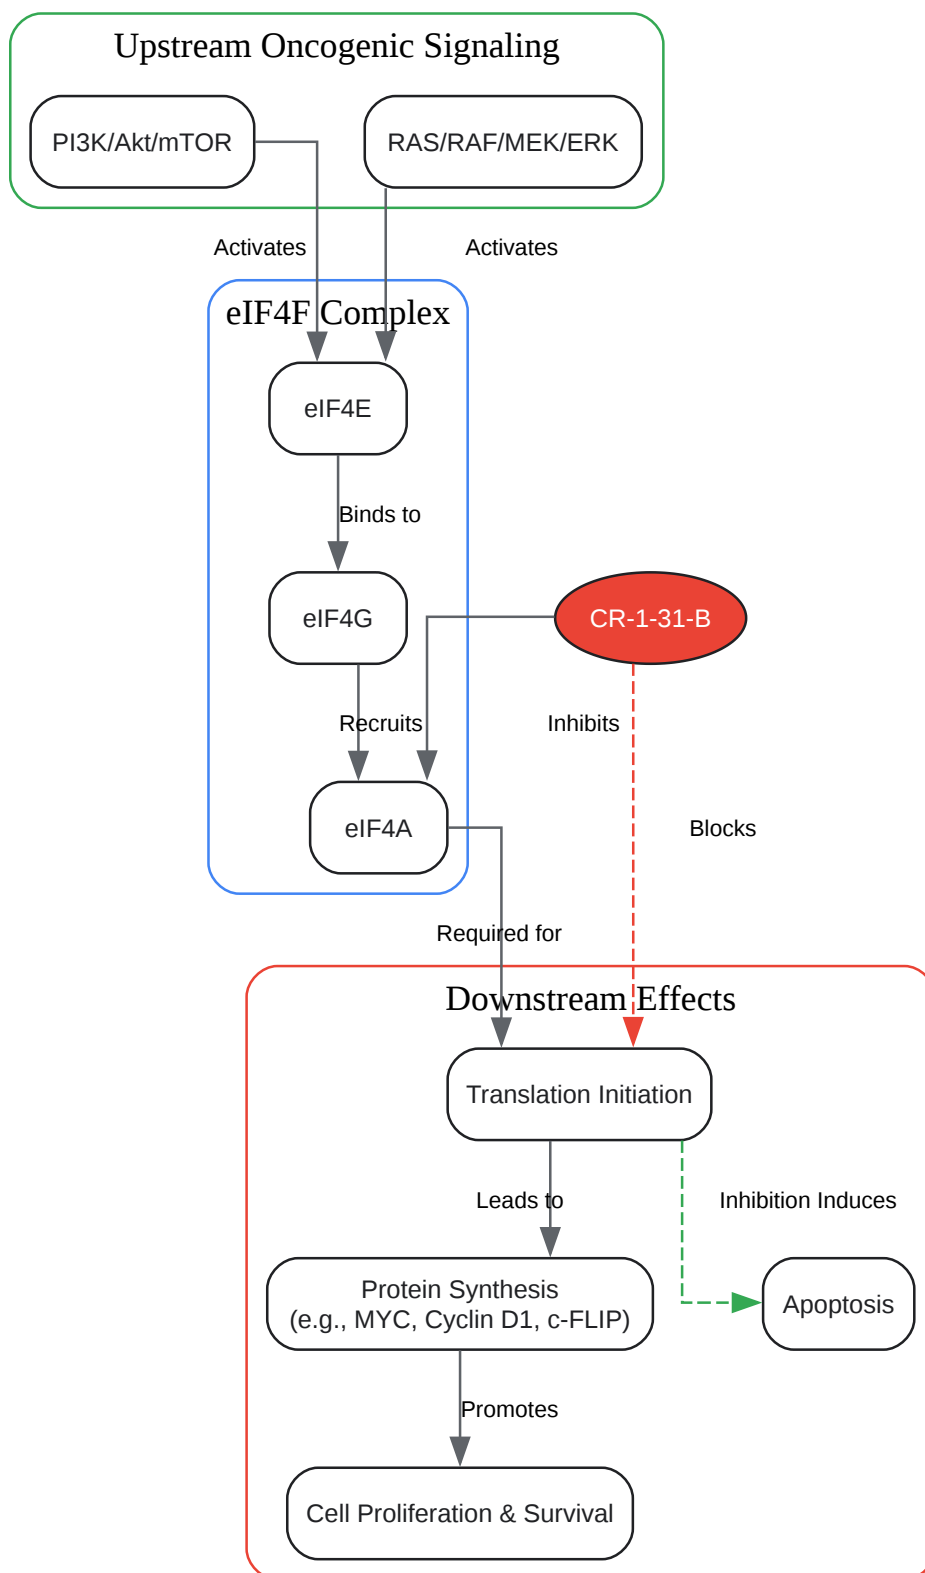 Upstream Oncogenic Signaling
PI3K/Akt/mTOR
RAS/RAF/MEK/ERK
Activates
Activates
eIF4F Complex
eIF4E
Binds to
eIF4G
CR-1-31-B
Recruits
Inhibits
eIF4A
Blocks
Required for
Downstream Effects
Translation Initiation
Leads to
Inhibition Induces
Protein Synthesis
(e.g., MYC, Cyclin D1, c-FLIP)
Apoptosis
Promotes
Cell Proliferation & Survival